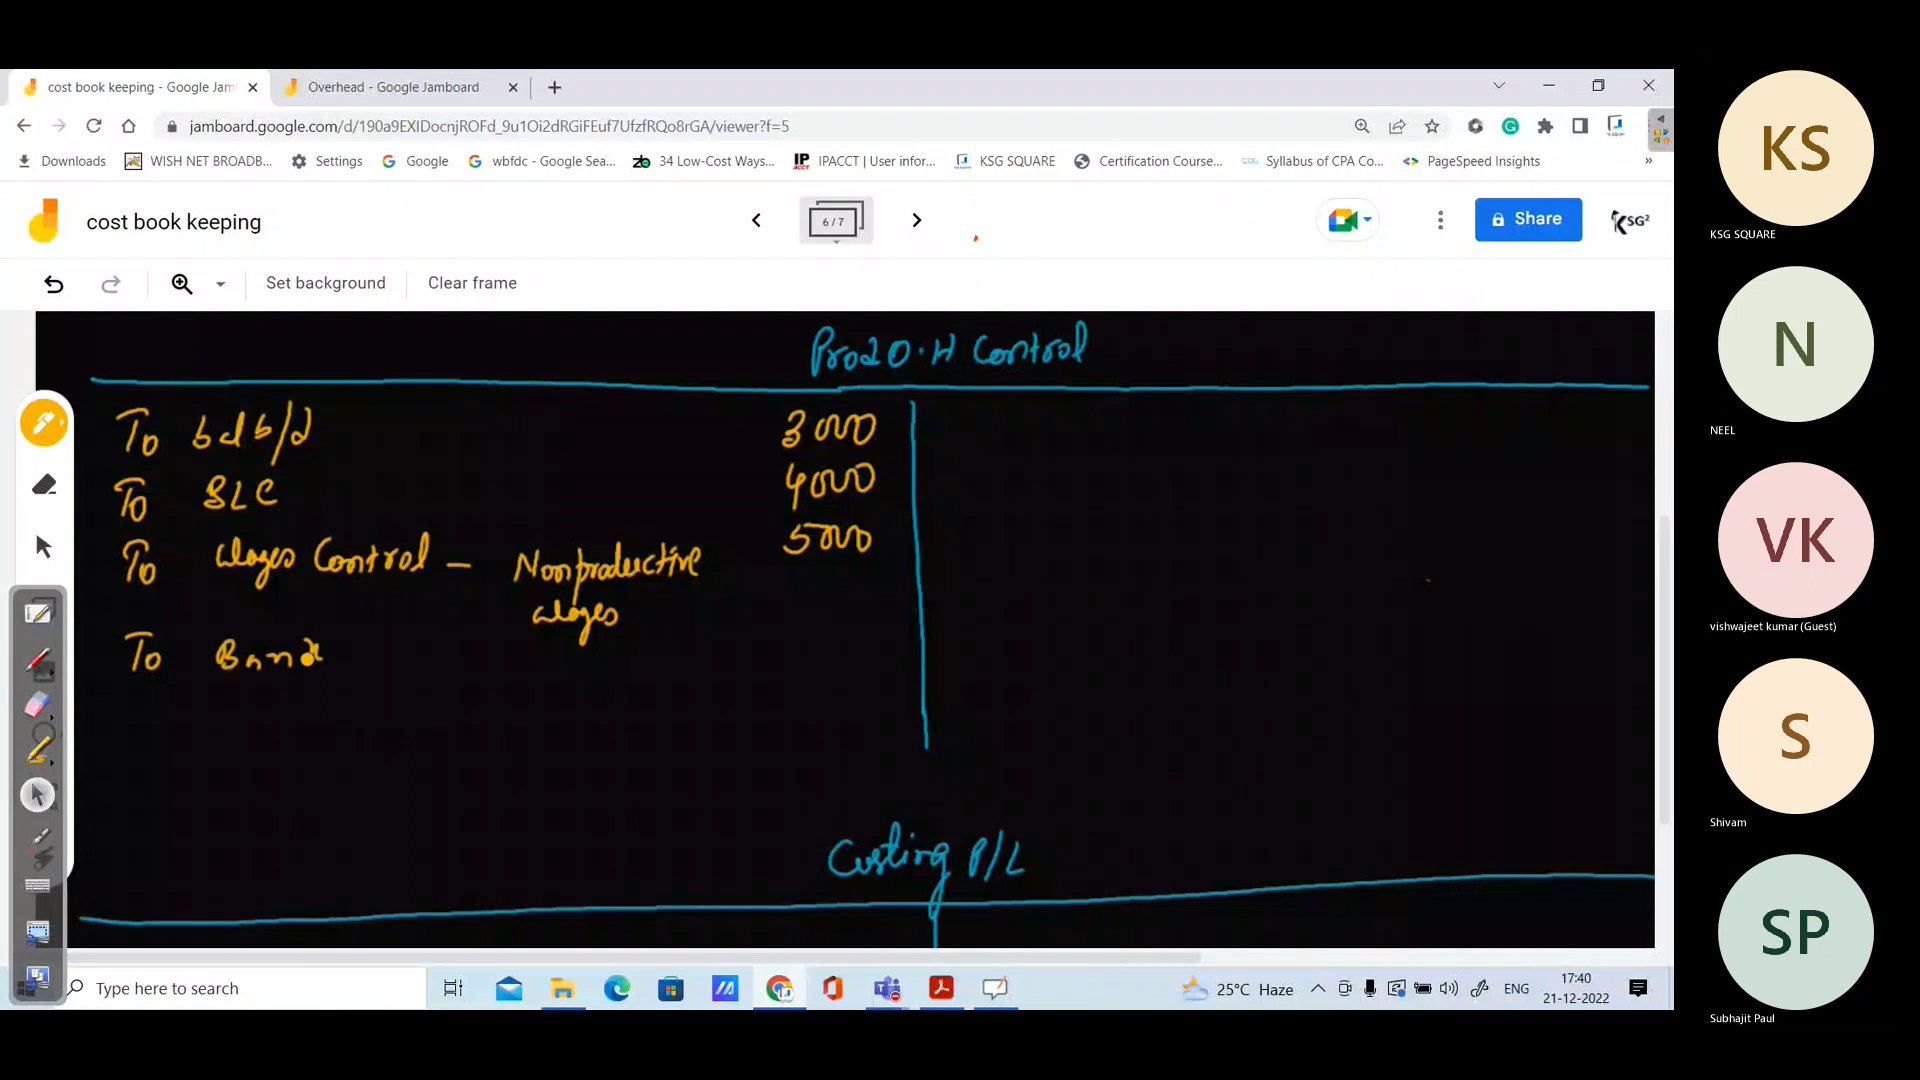 cost book keeping - Google Jam
Overhead - Google Jamboard
jamboard.google.com/d/190a9EXIDocnjROFd_9u1Oi2dRGiFEuf7UfzfRQo8rGA/viewer?f=5
Downloads WISH NET BROADB... Settings Google wbfdc - Google Sea... 34 Low-Cost Ways... IPACCT | User infor... KSG SQUARE Certification Course... Syllabus of CPA Co... PageSpeed Insights »
cost book keeping
6 / 7
Share
KSG²
Set background Clear frame
Prod O.H Control
To bal b/d 3000
To SLC 4000
To Wages Control - Nonproductive 5000
Wages
To Bank
Costing P/L
Type here to search
25°C Haze
ENG
17:40
21-12-2022
KS
KSG SQUARE
N
NEEL
VK
vishwajeet kumar (Guest)
S
Shivam
SP
Subhajit Paul